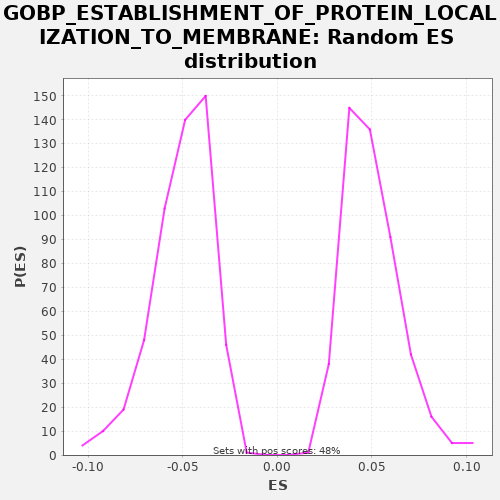 GOBP_ESTABLISHMENT_OF_PROTEIN_LOCAL
IZATION_TO_MEMBRANE: Random ES
distribution
150
140
130
120
110
100
90
80
70
60
50
40
30
20
10
0
P(ES)
Sets with pos scores: 48%
-0.10 -0.05 0.00 0.05 0.10
ES